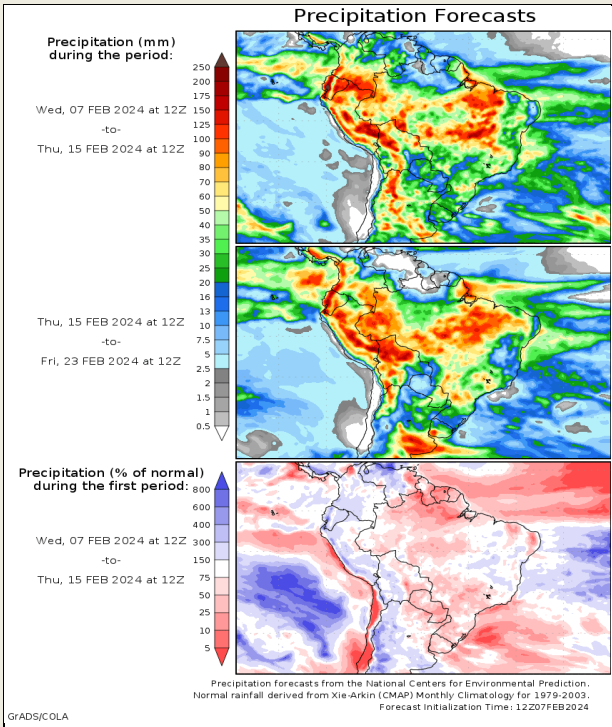 Precipitation Forecasts
Precipitation (mm)
during the period:
Wed, 07 FEB 2024 at 12Z
-to-
Thu, 15 FEB 2024 at 12Z
250
200
175
150
125
100
90
80
70
60
50
40
35
30
25
20
16
13
10
7.5
5
2.5
2
1.5
1
0.5
Thu, 15 FEB 2024 at 12Z
-to-
Fri, 23 FEB 2024 at 12Z
Precipitation (% of normal)
during the first period:
Wed, 07 FEB 2024 at 12Z
-to-
Thu, 15 FEB 2024 at 12Z
800
600
400
300
150
75
50
25
10
5
Precipitation forecasts from the National Centers for Environmental Prediction.
Normal rainfall derived from Xie-Arkin (CMAP) Monthly Climatology for 1979-2003.
Forecast Initialization Time: 12Z07FEB2024
GrADS/COLA